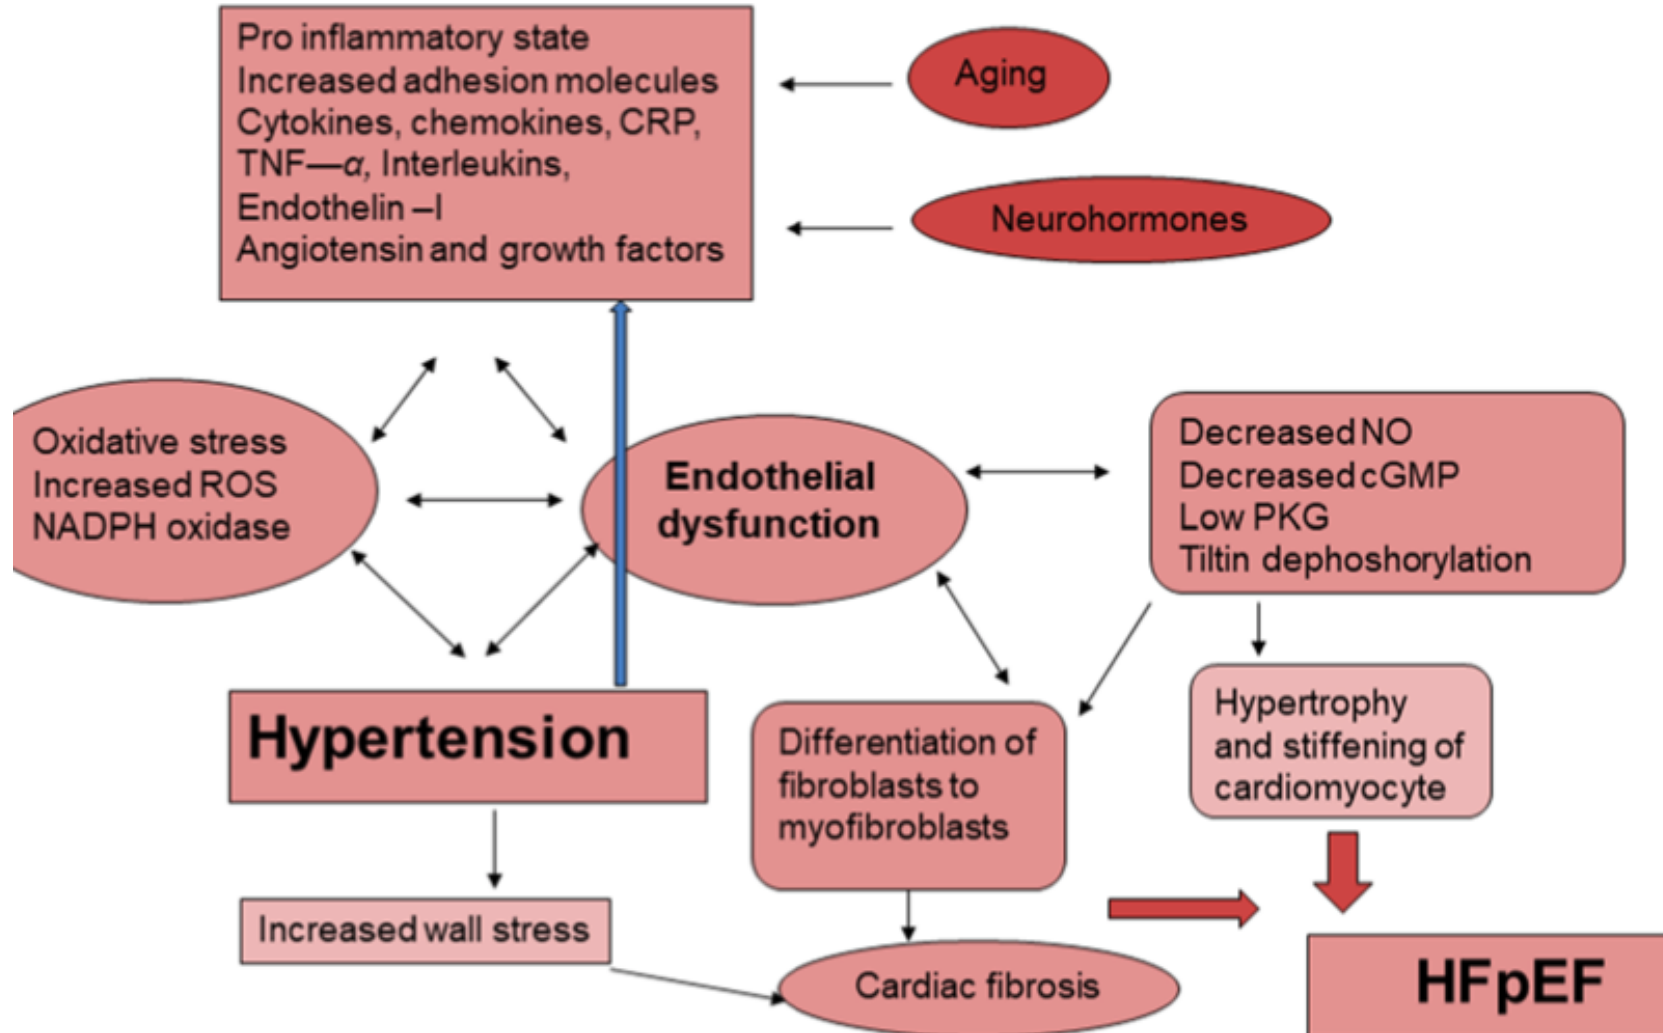 Pro inflammatory state
Increased adhesion molecules
Cytokines, chemokines, CRP,
TNF—α, Interleukins,
Endothelin –I
Angiotensin and growth factors
Aging
Neurohormones
Oxidative stress
Increased ROS
NADPH oxidase
Endothelial
dysfunction
Decreased NO
Decreased cGMP
Low PKG
Tiltin dephoshorylation
Hypertension
Differentiation of
fibroblasts to
myofibroblasts
Hypertrophy
and stiffening of
cardiomyocyte
Increased wall stress
Cardiac fibrosis
HFpEF